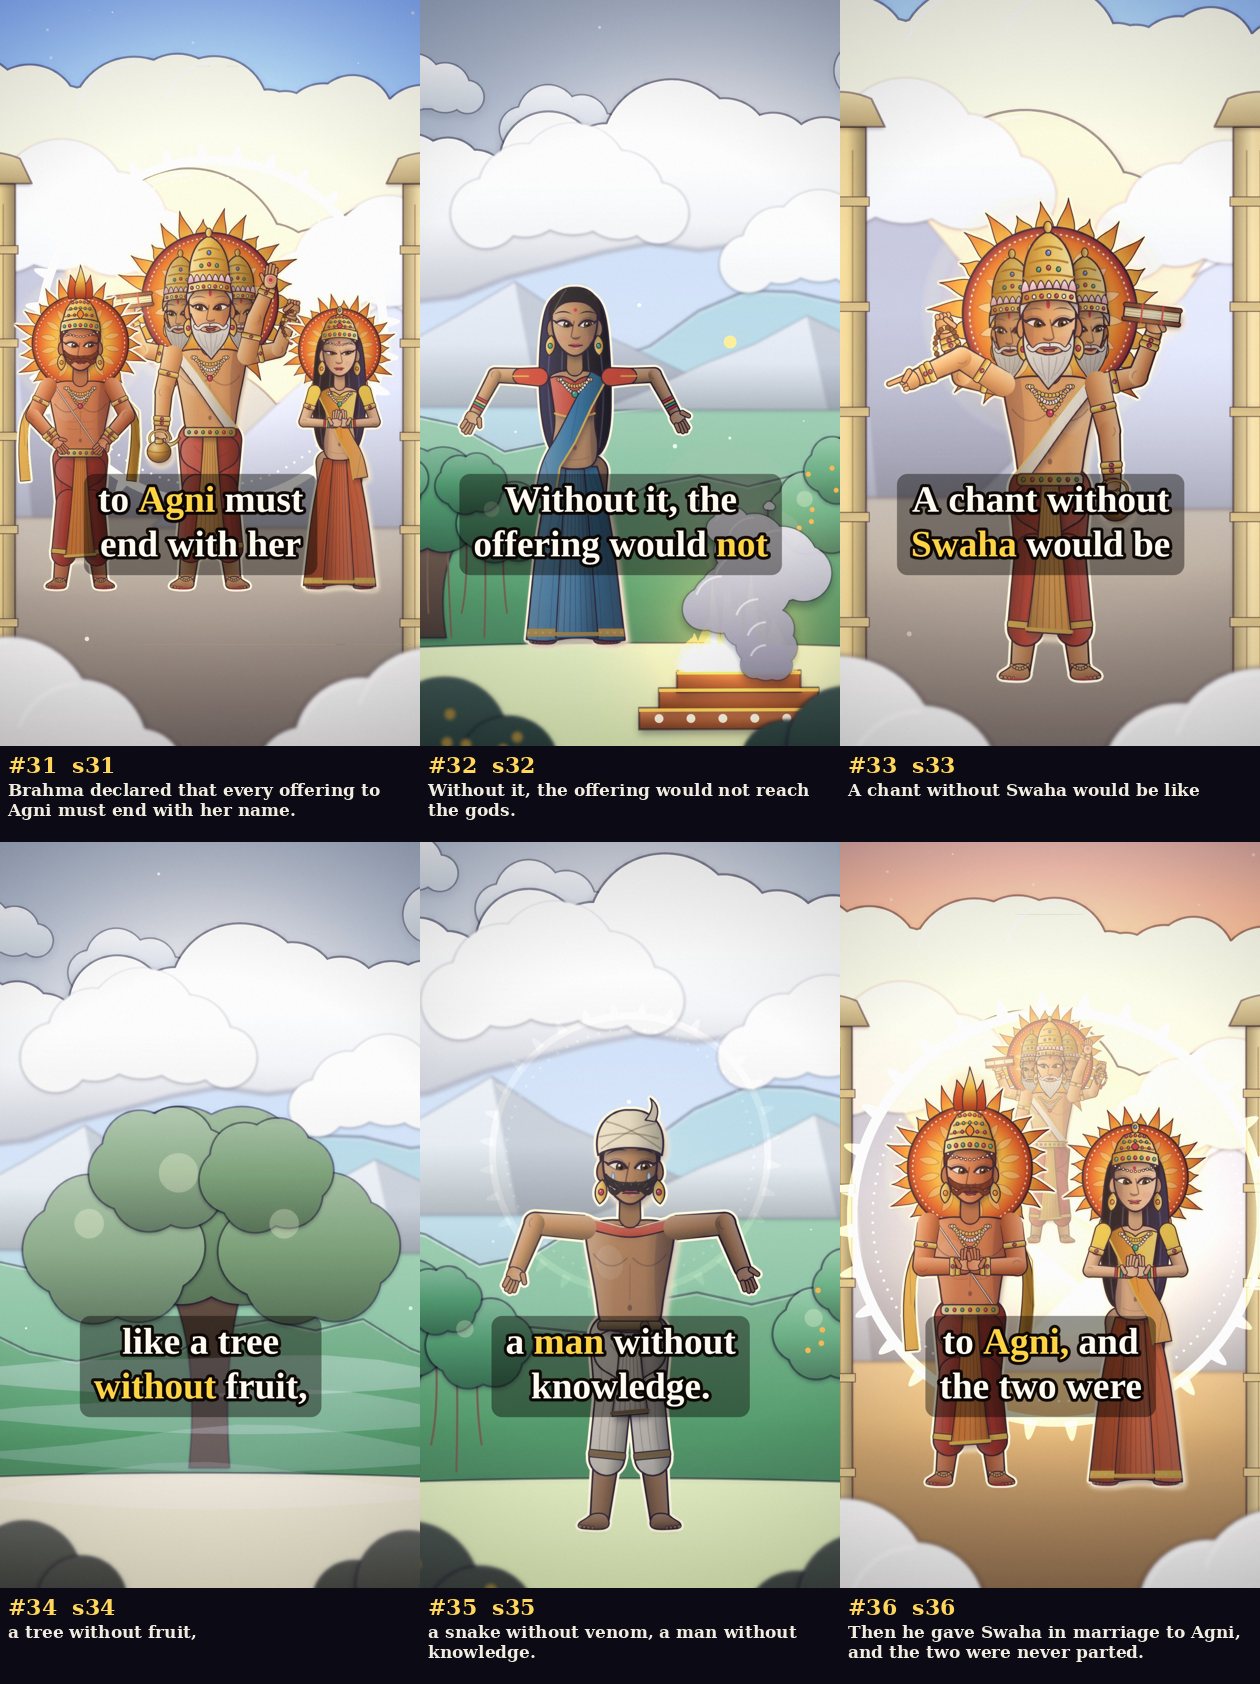 to Agni must
end with her
#31 s31
Brahma declared that every offering to
Agni must end with her name.
Without it, the
offering would not
#32 s32
Without it, the offering would not reach
the gods.
A chant without
Swaha would be
#33 s33
A chant without Swaha would be like
like a tree
without fruit,
#34 s34
a tree without fruit,
a man without
knowledge.
#35 s35
a snake without venom, a man without
knowledge.
to Agni, and
the two were
#36 s36
Then he gave Swaha in marriage to Agni,
and the two were never parted.